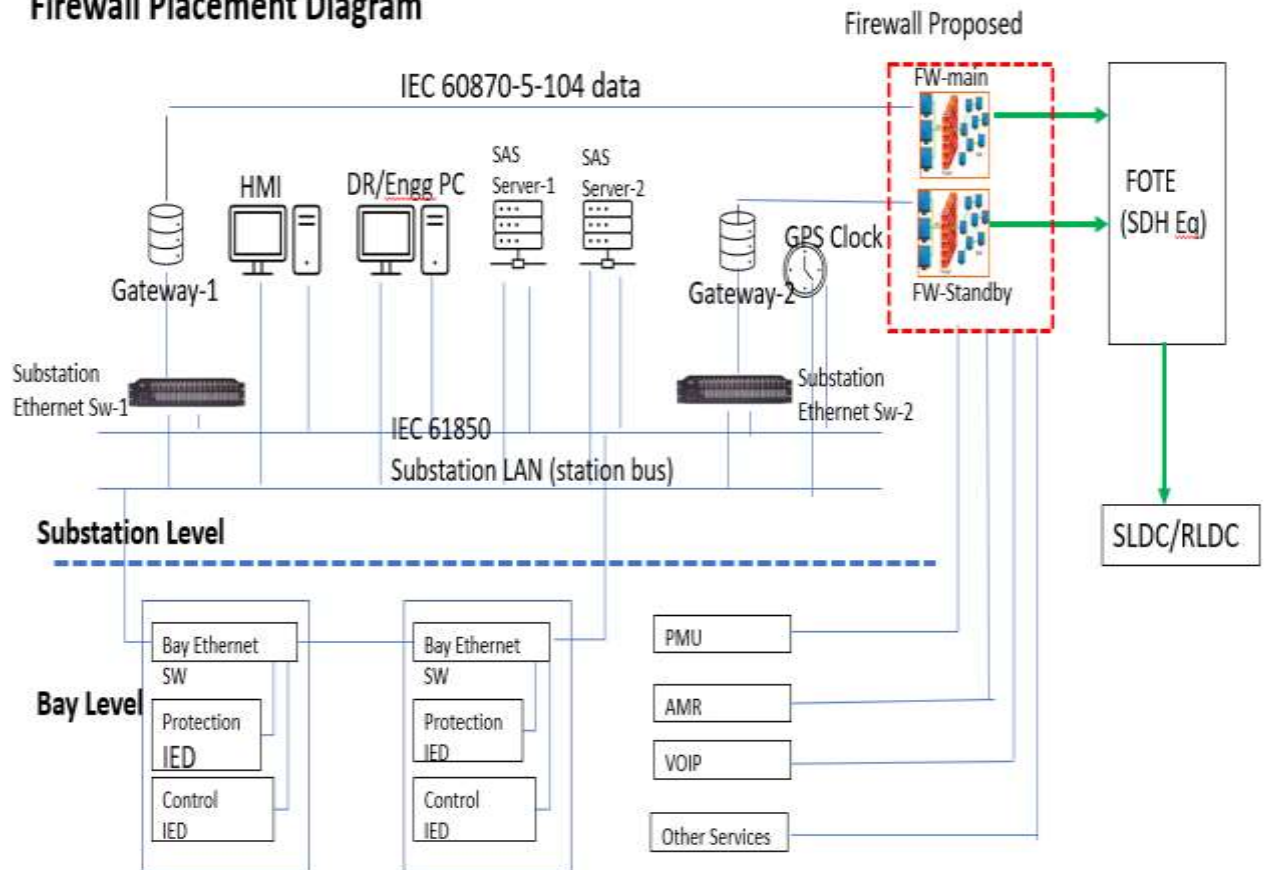 Firewall Placement Diagram
Firewall Proposed
IEC 60870-5-104 data
FW-main
HMI
DR/Engg PC
SAS
Server-1
SAS
Server-2
FOTE
(SDH Eq)
GPS Clock
Gateway-1
Gateway-2
FW-Standby
Substation
Ethernet Sw-1
Substation
Ethernet Sw-2
IEC 61850
Substation LAN (station bus)
Substation Level
SLDC/RLDC
Bay Ethernet
SW
Bay Ethernet
SW
PMU
Bay Level
Protection
IED
Protection
IED
AMR
VOIP
Control
IED
Control
IED
Other Services